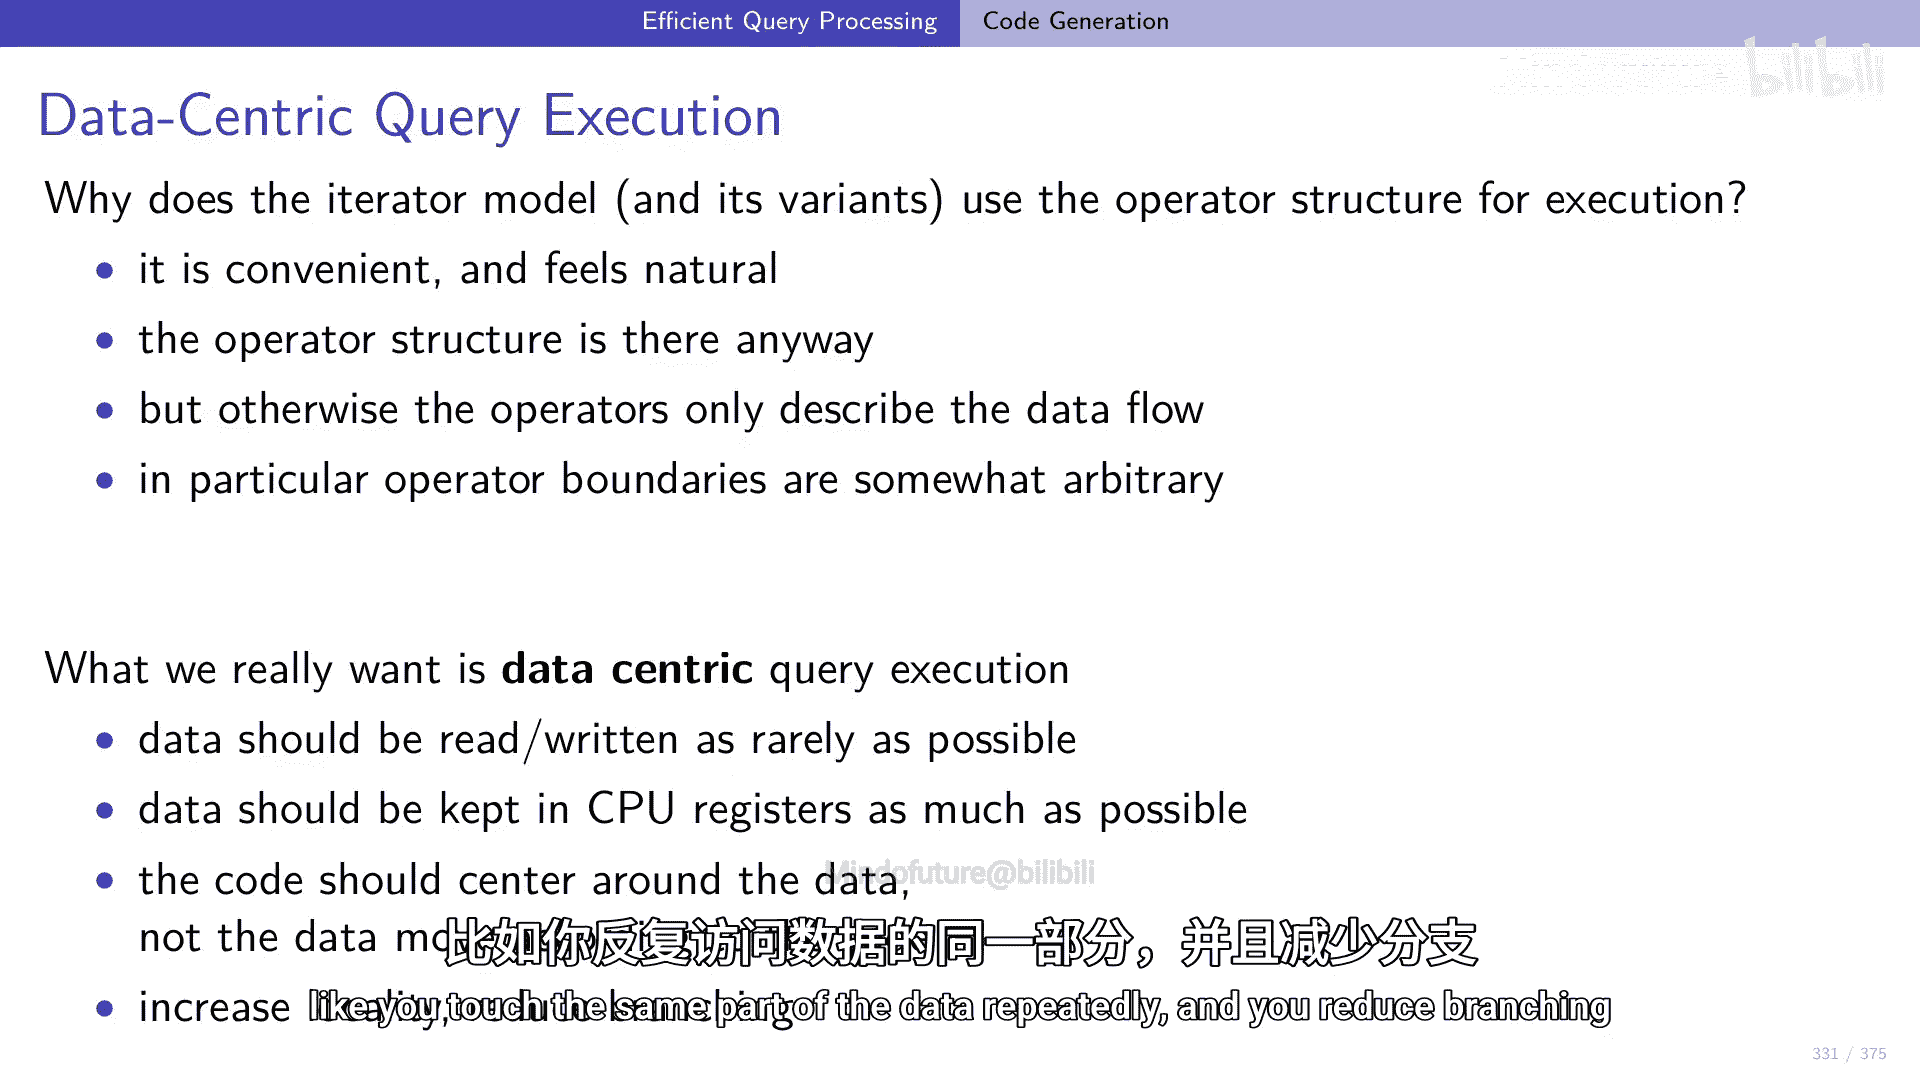 Efficient Query Processing
Code Generation
bilibili
Data-Centric Query Execution
Why does the iterator model (and its variants) use the operator structure for execution?
• it is convenient, and feels natural
• the operator structure is there anyway
• but otherwise the operators only describe the data flow
• in particular operator boundaries are somewhat arbitrary
What we really want is data centric query execution
• data should be read/written as rarely as possible
• data should be kept in CPU registers as much as possible
• the code should center around the data,
Mindofuture@bilibili
not the data
比如你反复访问数据的同一部分，并且减少分支
• increase locality, reduce branching
like you touch the same part of the data repeatedly, and you reduce branching
331 / 375